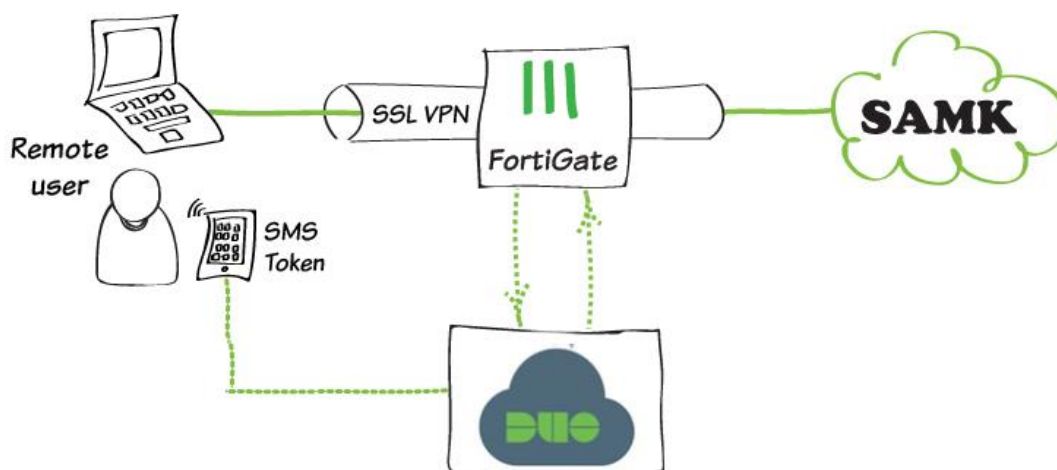 SSL VPN
FortiGate
SAMK
Remote
user
SMS
Token
DUO